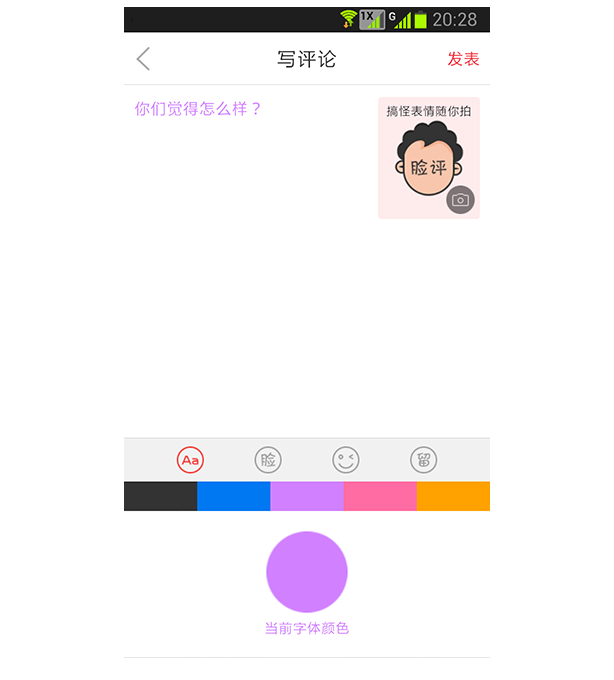 1X G 20:28
写评论
发表
你们觉得怎么样？
搞怪表情随你拍
脸评
Aa 脸 留
当前字体颜色